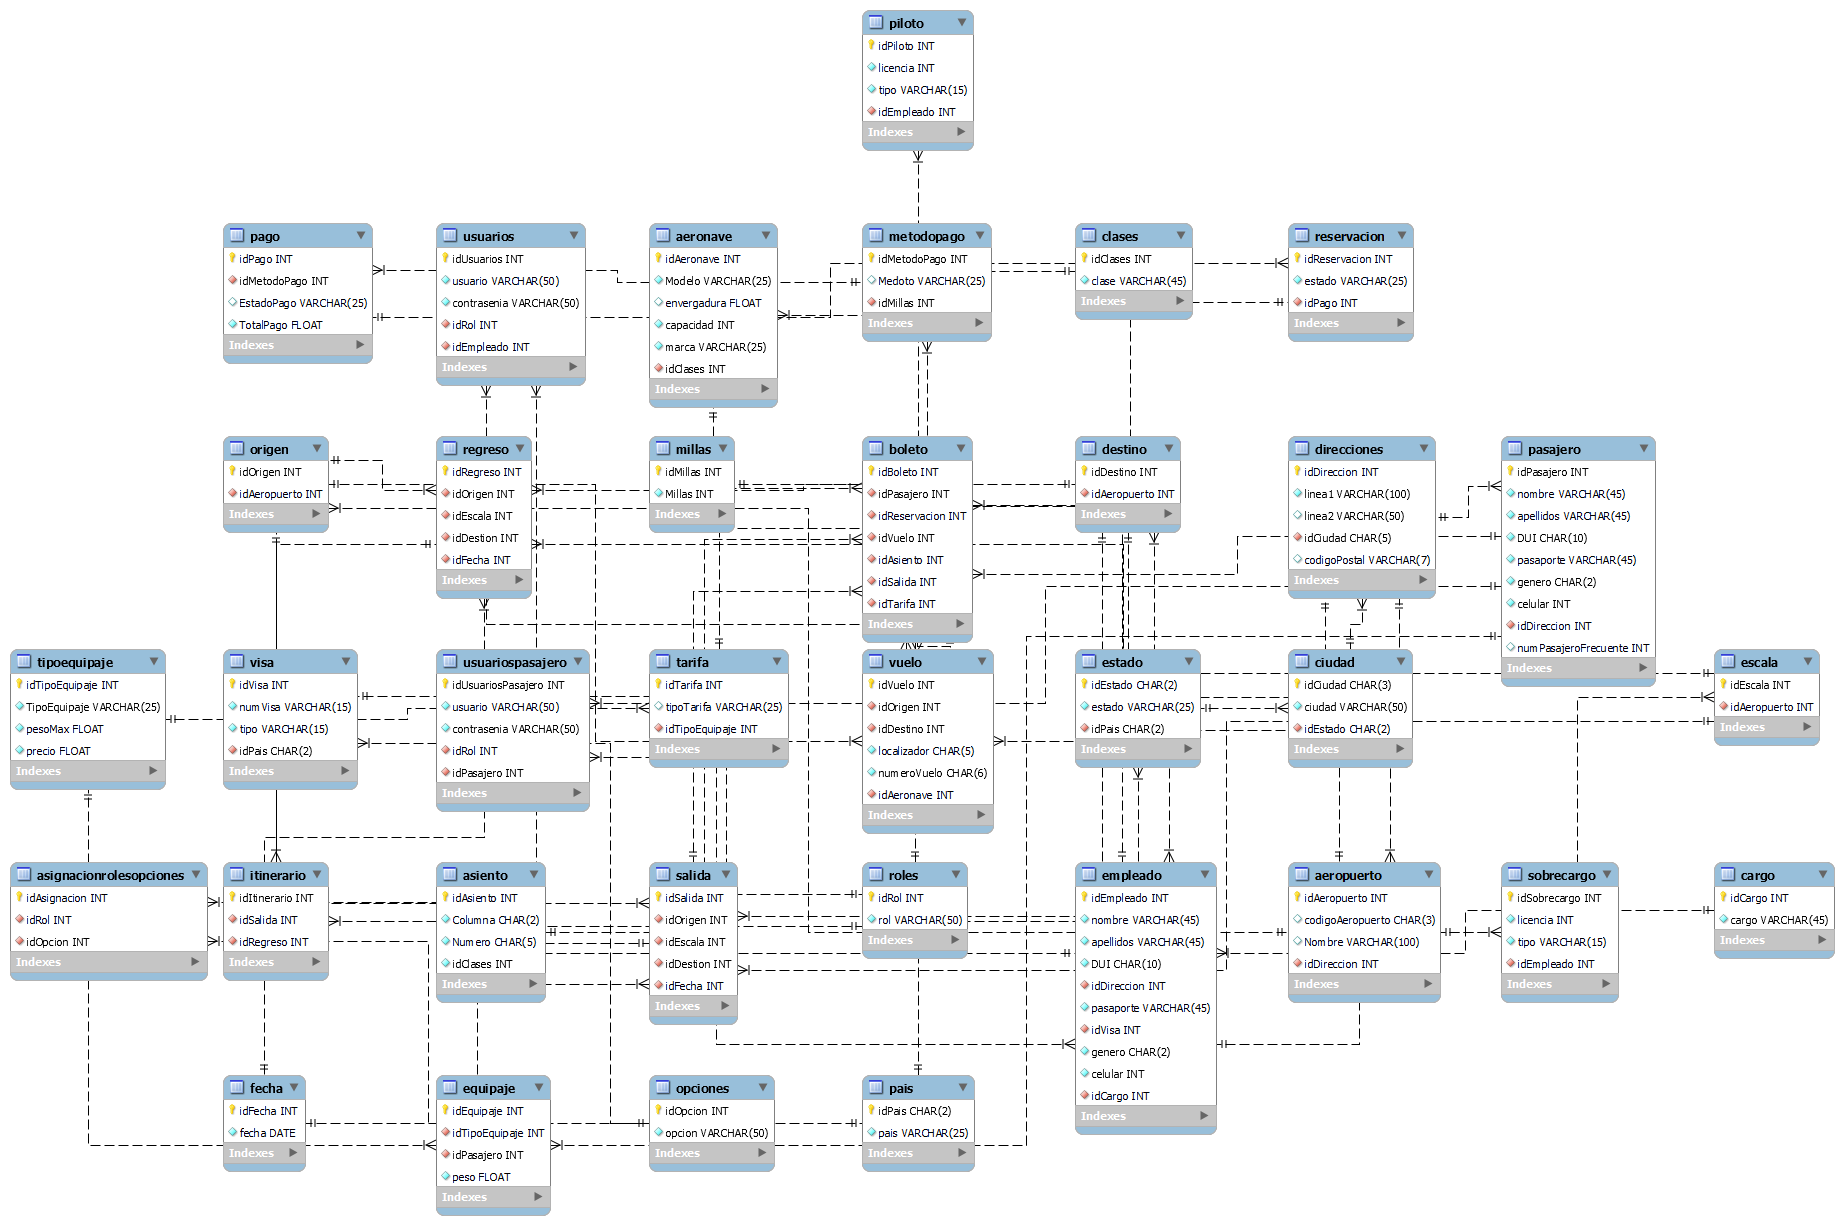 piloto
idPiloto INT
licencia INT
tipo VARCHAR(15)
idEmpleado INT
Indexes
pago
idPago INT
idMetodoPago INT
EstadoPago VARCHAR(25)
TotalPago FLOAT
Indexes
usuarios
idUsuarios INT
usuario VARCHAR(50)
contrasenia VARCHAR(50)
idRol INT
idEmpleado INT
Indexes
aeronave
idAeronave INT
Modelo VARCHAR(25)
envergadura FLOAT
capacidad INT
marca VARCHAR(25)
idClases INT
Indexes
metodopago
idMetodoPago INT
Medoto VARCHAR(25)
idMillas INT
Indexes
clases
idClases INT
clase VARCHAR(45)
Indexes
reservacion
idReservacion INT
estado VARCHAR(25)
idPago INT
Indexes
origen
idOrigen INT
idAeropuerto INT
Indexes
regreso
idRegreso INT
idOrigen INT
idEscala INT
idDestion INT
idFecha INT
Indexes
millas
idMillas INT
Millas INT
Indexes
boleto
idBoleto INT
idPasajero INT
idReservacion INT
idVuelo INT
idAsiento INT
idSalida INT
idTarifa INT
Indexes
destino
idDestino INT
idAeropuerto INT
Indexes
direcciones
idDireccion INT
linea1 VARCHAR(100)
linea2 VARCHAR(50)
idCiudad CHAR(5)
codigoPostal VARCHAR(7)
Indexes
pasajero
idPasajero INT
nombre VARCHAR(45)
apellidos VARCHAR(45)
DUI CHAR(10)
pasaporte VARCHAR(45)
genero CHAR(2)
celular INT
idDireccion INT
numPasajeroFrecuente INT
Indexes
tipoequipaje
idTipoEquipaje INT
TipoEquipaje VARCHAR(25)
pesoMax FLOAT
precio FLOAT
Indexes
visa
idVisa INT
numVisa VARCHAR(15)
tipo VARCHAR(15)
idPais CHAR(2)
Indexes
usuariospasajero
idUsuariosPasajero INT
usuario VARCHAR(50)
contrasenia VARCHAR(50)
idRol INT
idPasajero INT
Indexes
tarifa
idTarifa INT
tipoTarifa VARCHAR(25)
idTipoEquipaje INT
Indexes
vuelo
idVuelo INT
idOrigen INT
idDestino INT
localizador CHAR(5)
numeroVuelo CHAR(6)
idAeronave INT
Indexes
estado
idEstado CHAR(2)
estado VARCHAR(25)
idPais CHAR(2)
Indexes
ciudad
idCiudad CHAR(3)
ciudad VARCHAR(50)
idEstado CHAR(2)
Indexes
escala
idEscala INT
idAeropuerto INT
Indexes
asignacionrolesopciones
idAsignacion INT
idRol INT
idOpcion INT
Indexes
itinerario
idItinerario INT
idSalida INT
idRegreso INT
Indexes
asiento
idAsiento INT
Columna CHAR(2)
Numero CHAR(5)
idClases INT
Indexes
salida
idSalida INT
idOrigen INT
idEscala INT
idDestion INT
idFecha INT
Indexes
roles
idRol INT
rol VARCHAR(50)
Indexes
empleado
idEmpleado INT
nombre VARCHAR(45)
apellidos VARCHAR(45)
DUI CHAR(10)
idDireccion INT
pasaporte VARCHAR(45)
idVisa INT
genero CHAR(2)
celular INT
idCargo INT
Indexes
aeropuerto
idAeropuerto INT
codigoAeropuerto CHAR(3)
Nombre VARCHAR(100)
idDireccion INT
Indexes
sobrecargo
idSobrecargo INT
licencia INT
tipo VARCHAR(15)
idEmpleado INT
Indexes
cargo
idCargo INT
cargo VARCHAR(45)
Indexes
fecha
idFecha INT
fecha DATE
Indexes
equipaje
idEquipaje INT
idTipoEquipaje INT
idPasajero INT
peso FLOAT
Indexes
opciones
idOpcion INT
opcion VARCHAR(50)
Indexes
pais
idPais CHAR(2)
pais VARCHAR(25)
Indexes